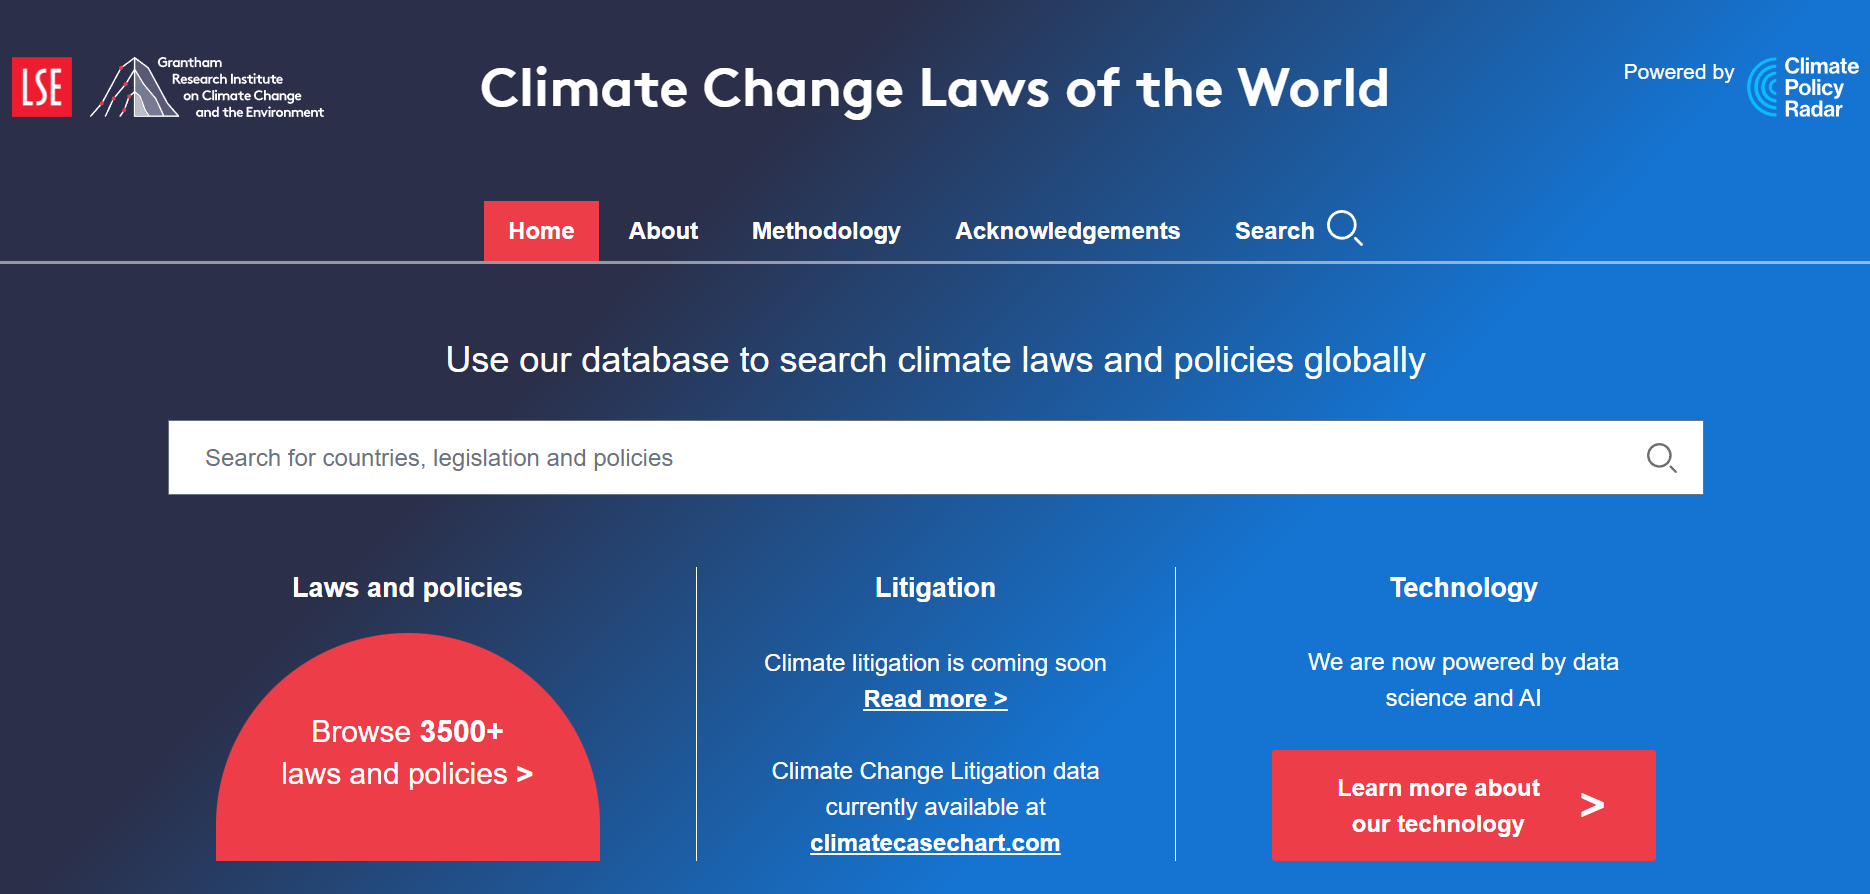 LSE
Grantham
Research Institute
on Climate Change
and the Environment
Climate Change Laws of the World
Powered by
Climate
Policy
Radar
Home
About
Methodology
Acknowledgements
Search
Use our database to search climate laws and policies globally
Search for countries, legislation and policies
Laws and policies
Browse 3500+
laws and policies >
Litigation
Climate litigation is coming soon
Read more >
Climate Change Litigation data
currently available at
climatecasechart.com
Technology
We are now powered by data
science and AI
Learn more about
our technology
>